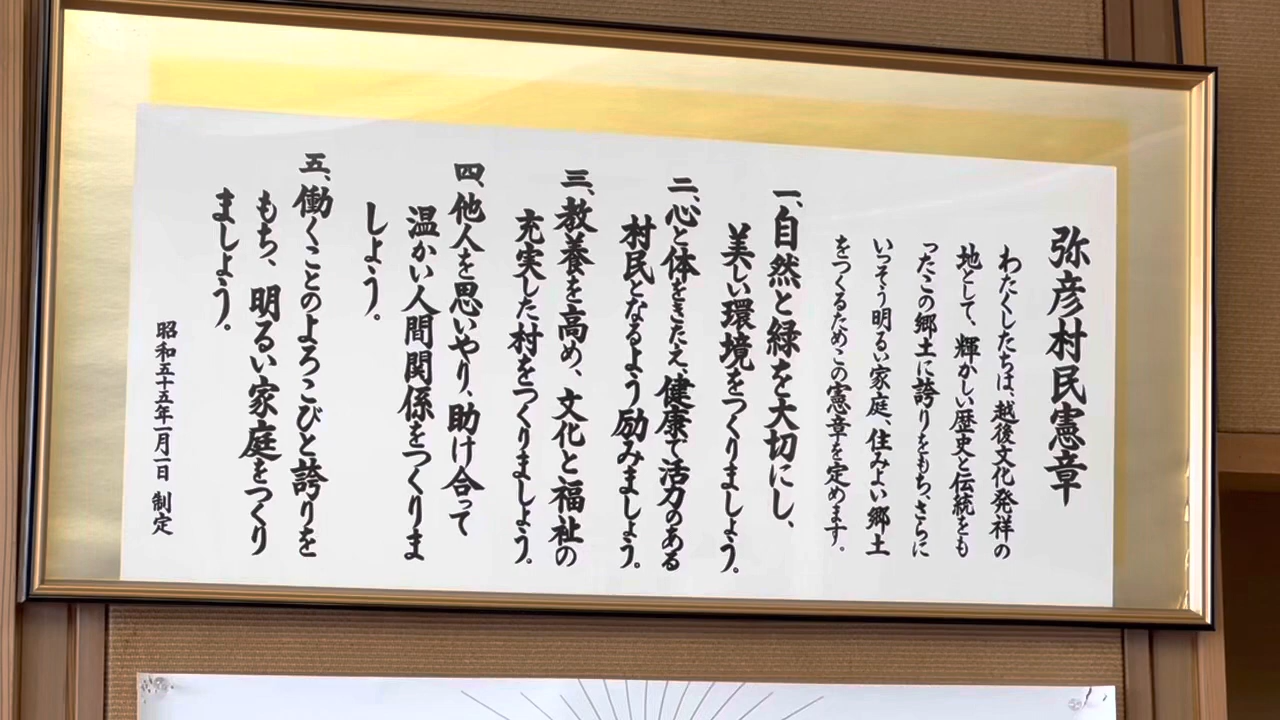 弥彦村民憲章
わたくしたちは、越後文化発祥の
地として、輝かしい歴史と伝統をも
ったこの郷土に誇りをもち、さらに
いっそう明るい家庭、住みよい郷土
をつくるためこの憲章を定めます。
一、自然と緑を大切にし、
美しい環境をつくりましょう。
二、心と体をきたえ、健康で活力のある
村民となるよう励みましょう。
三、教養を高め、文化と福祉の
充実した村をつくりましょう。
四、他人を思いやり、助け合って
温かい人間関係をつくりま
しょう。
五、働くことのよろこびと誇りを
もち、明るい家庭をつくり
ましょう。
昭和五十五年一月一日 制定